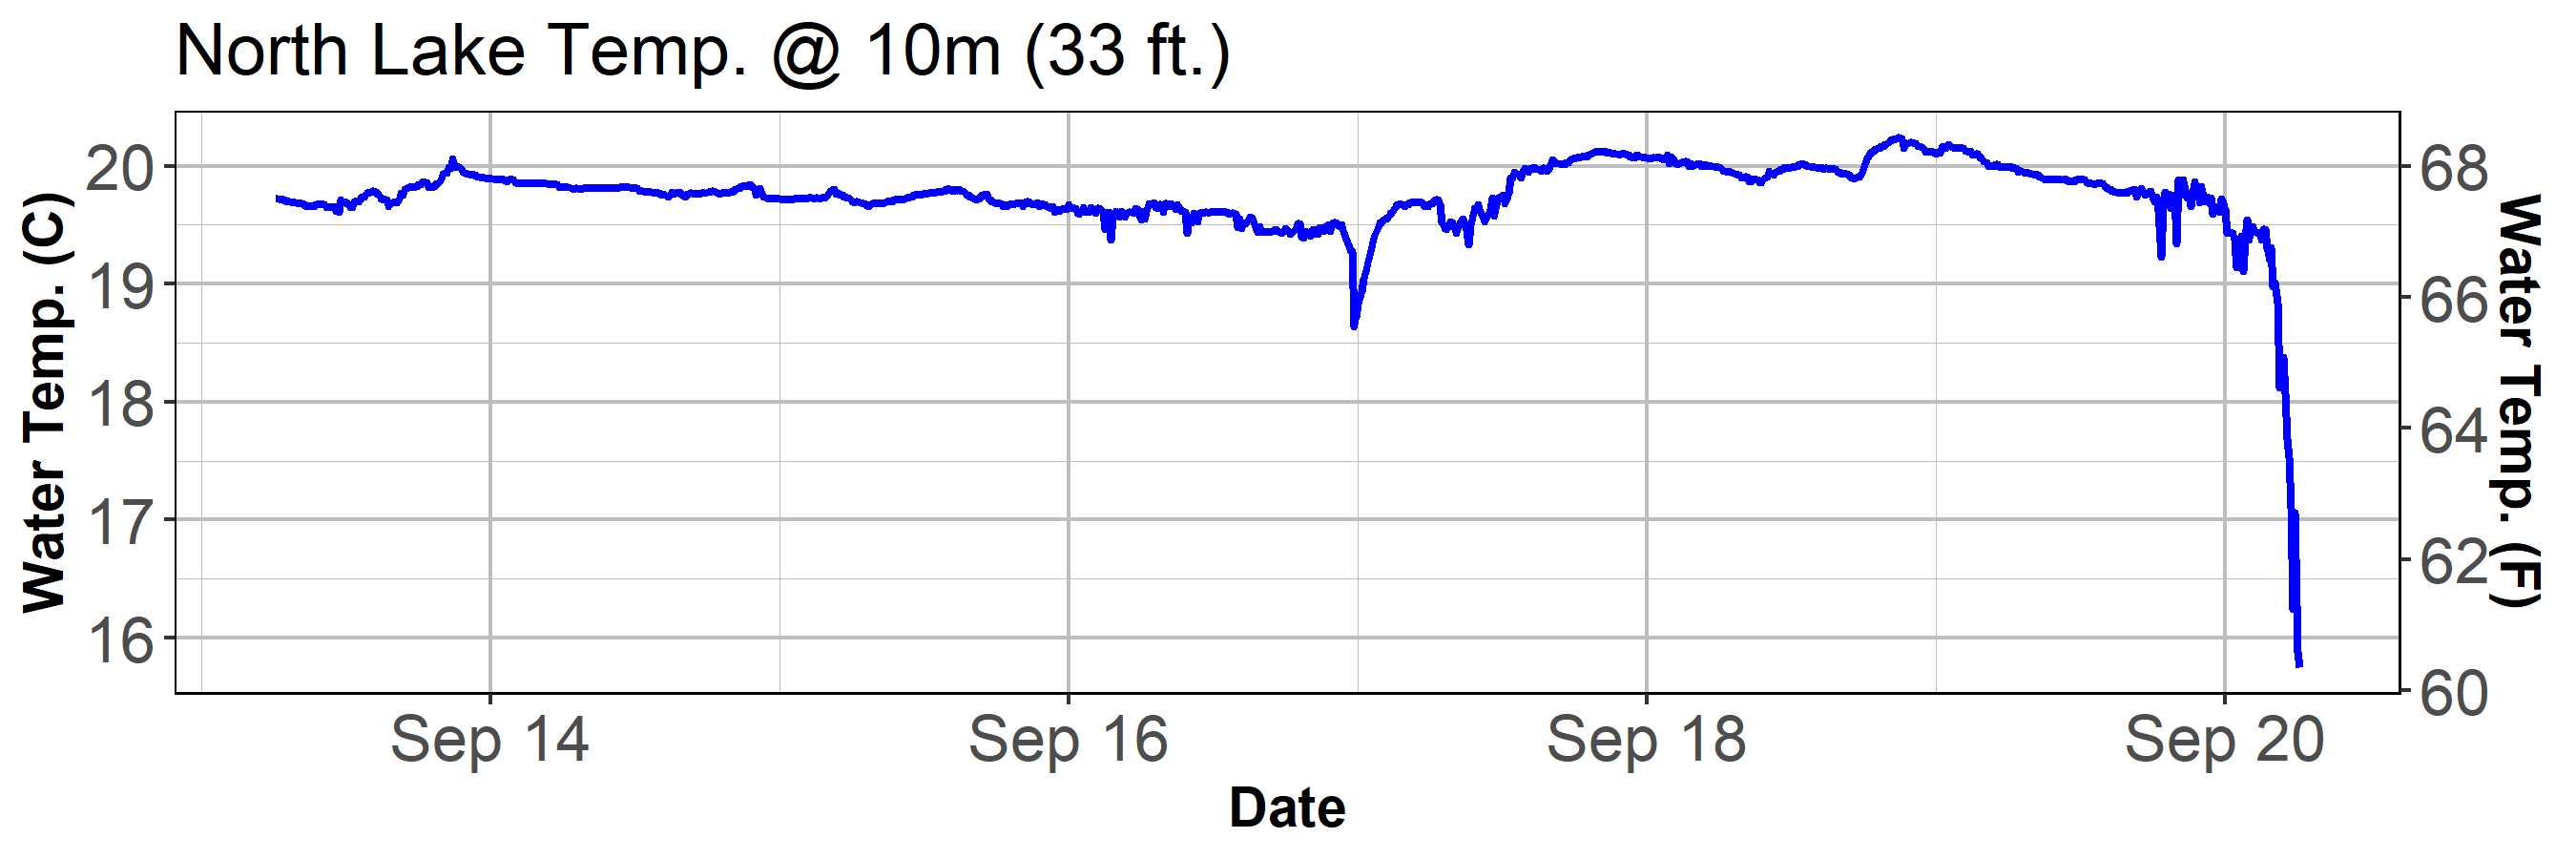 North Lake Temp. @ 10m (33 ft.)
Water Temp. (C)
20
19
18
17
16
68
66
64
62
60
Water Temp. (F)
Sep 14
Sep 16
Sep 18
Sep 20
Date